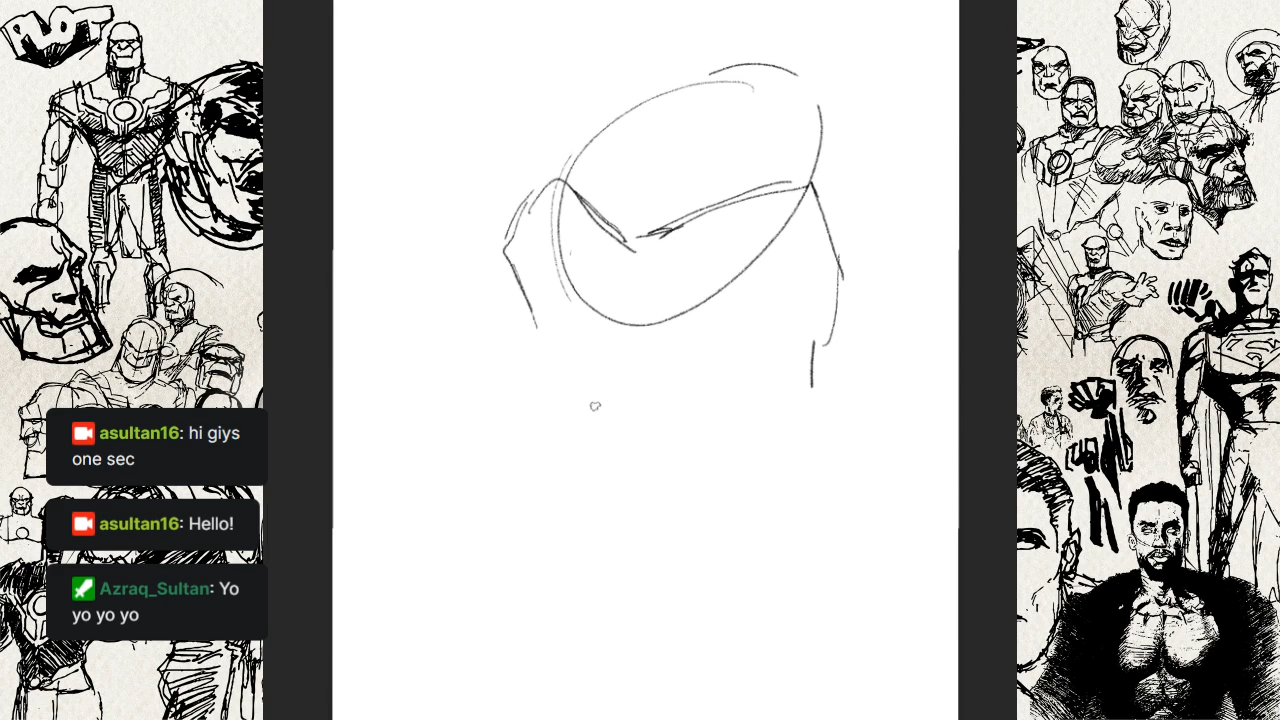 PLOT
asultan16: hi giys
one sec
asultan16: Hello!
Azraq_Sultan: Yo
yo yo yo